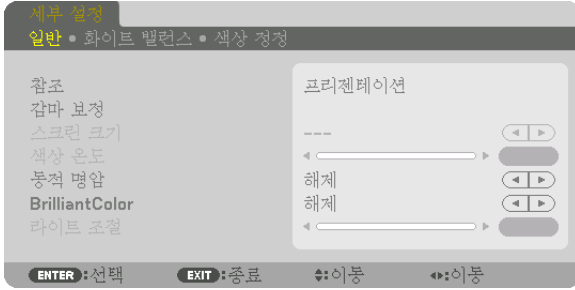 세부 설정
일반 • 화이트 밸런스 • 색상 정정
참조 프리젠테이션
감마 보정
스크린 크기 ---
색상 온도
동적 명암 해제
BrilliantColor 해제
라이트 조절
ENTER :선택 EXIT :종료 :이동 :이동